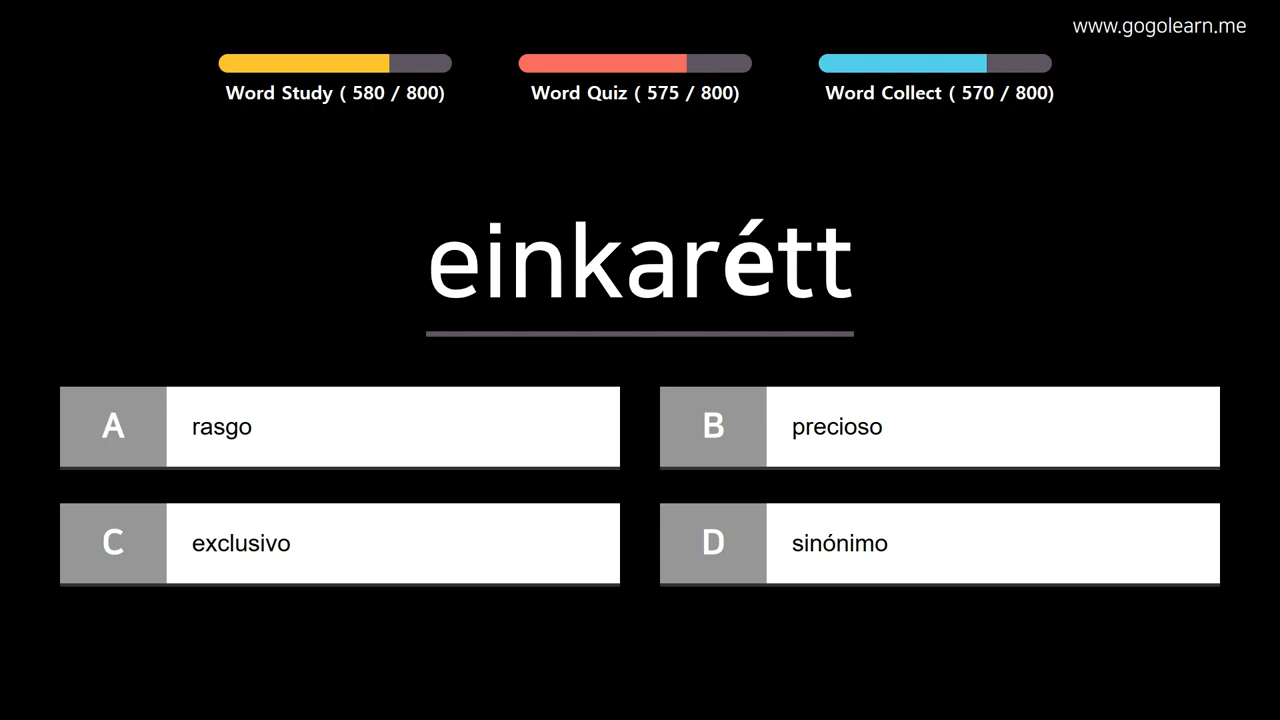 www.gogolearn.me
Word Study ( 580 / 800)
Word Quiz ( 575 / 800)
Word Collect ( 570 / 800)
einkarétt
A rasgo
B precioso
C exclusivo
D sinónimo